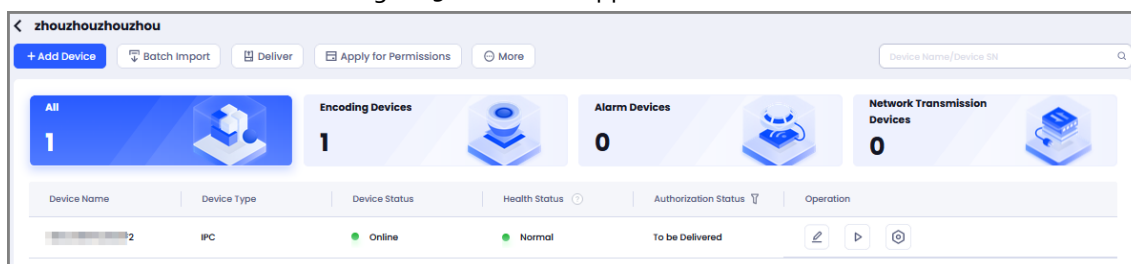 zhouzhouzhouzhou
+ Add Device Batch Import Deliver Apply for Permissions More Device Name/Device SN
All Encoding Devices Alarm Devices Network Transmission Devices
1 1 0 0
Device Name Device Type Device Status Health Status ? Authorization Status Operation
2 IPC Online Normal To be Delivered